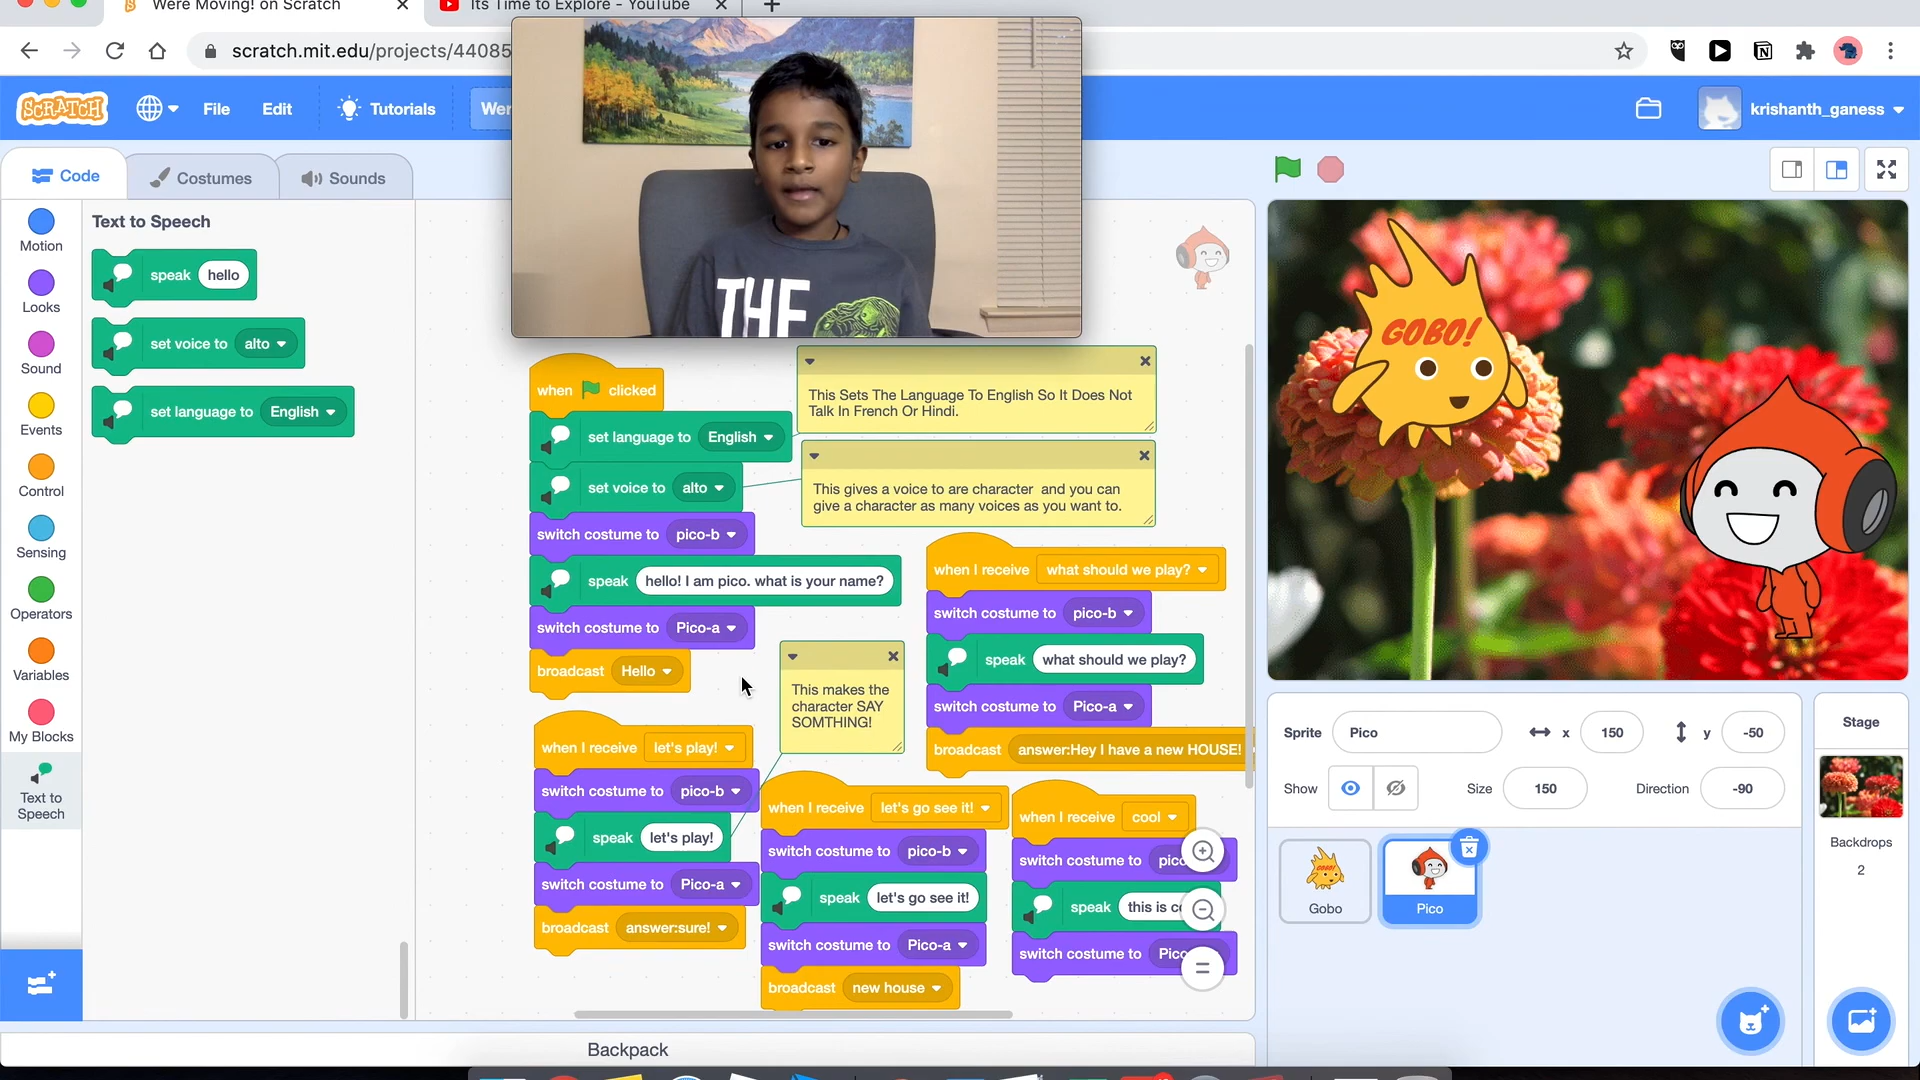 Were Moving! on Scratch
Its Time to Explore - YouTube
scratch.mit.edu/projects/44085
SCRATCH
File
Edit
Tutorials
Wer
krishanth_ganess
Code
Costumes
Sounds
Motion
Looks
Sound
Events
Control
Sensing
Operators
Variables
My Blocks
Text to
Speech
Text to Speech
speak hello
set voice to alto
set language to English
THE
when clicked
set language to English
set voice to alto
switch costume to pico-b
speak hello! I am pico. what is your name?
switch costume to Pico-a
broadcast Hello
This Sets The Language To English So It Does Not
Talk In French Or Hindi.
This gives a voice to are character and you can
give a character as many voices as you want to.
This makes the
character SAY
SOMTHING!
when I receive what should we play?
switch costume to pico-b
speak what should we play?
switch costume to Pico-a
broadcast answer:Hey I have a new HOUSE!
when I receive let's play!
switch costume to pico-b
speak let's play!
switch costume to Pico-a
broadcast answer:sure!
when I receive let's go see it!
switch costume to pico-b
speak let's go see it!
switch costume to Pico-a
broadcast new house
when I receive cool
switch costume to pico
speak this is c
switch costume to Pico
Backpack
GOBO!
Sprite Pico x 150 y -50
Show Size 150 Direction -90
GOBO!
Gobo
Pico
Stage
Backdrops
2